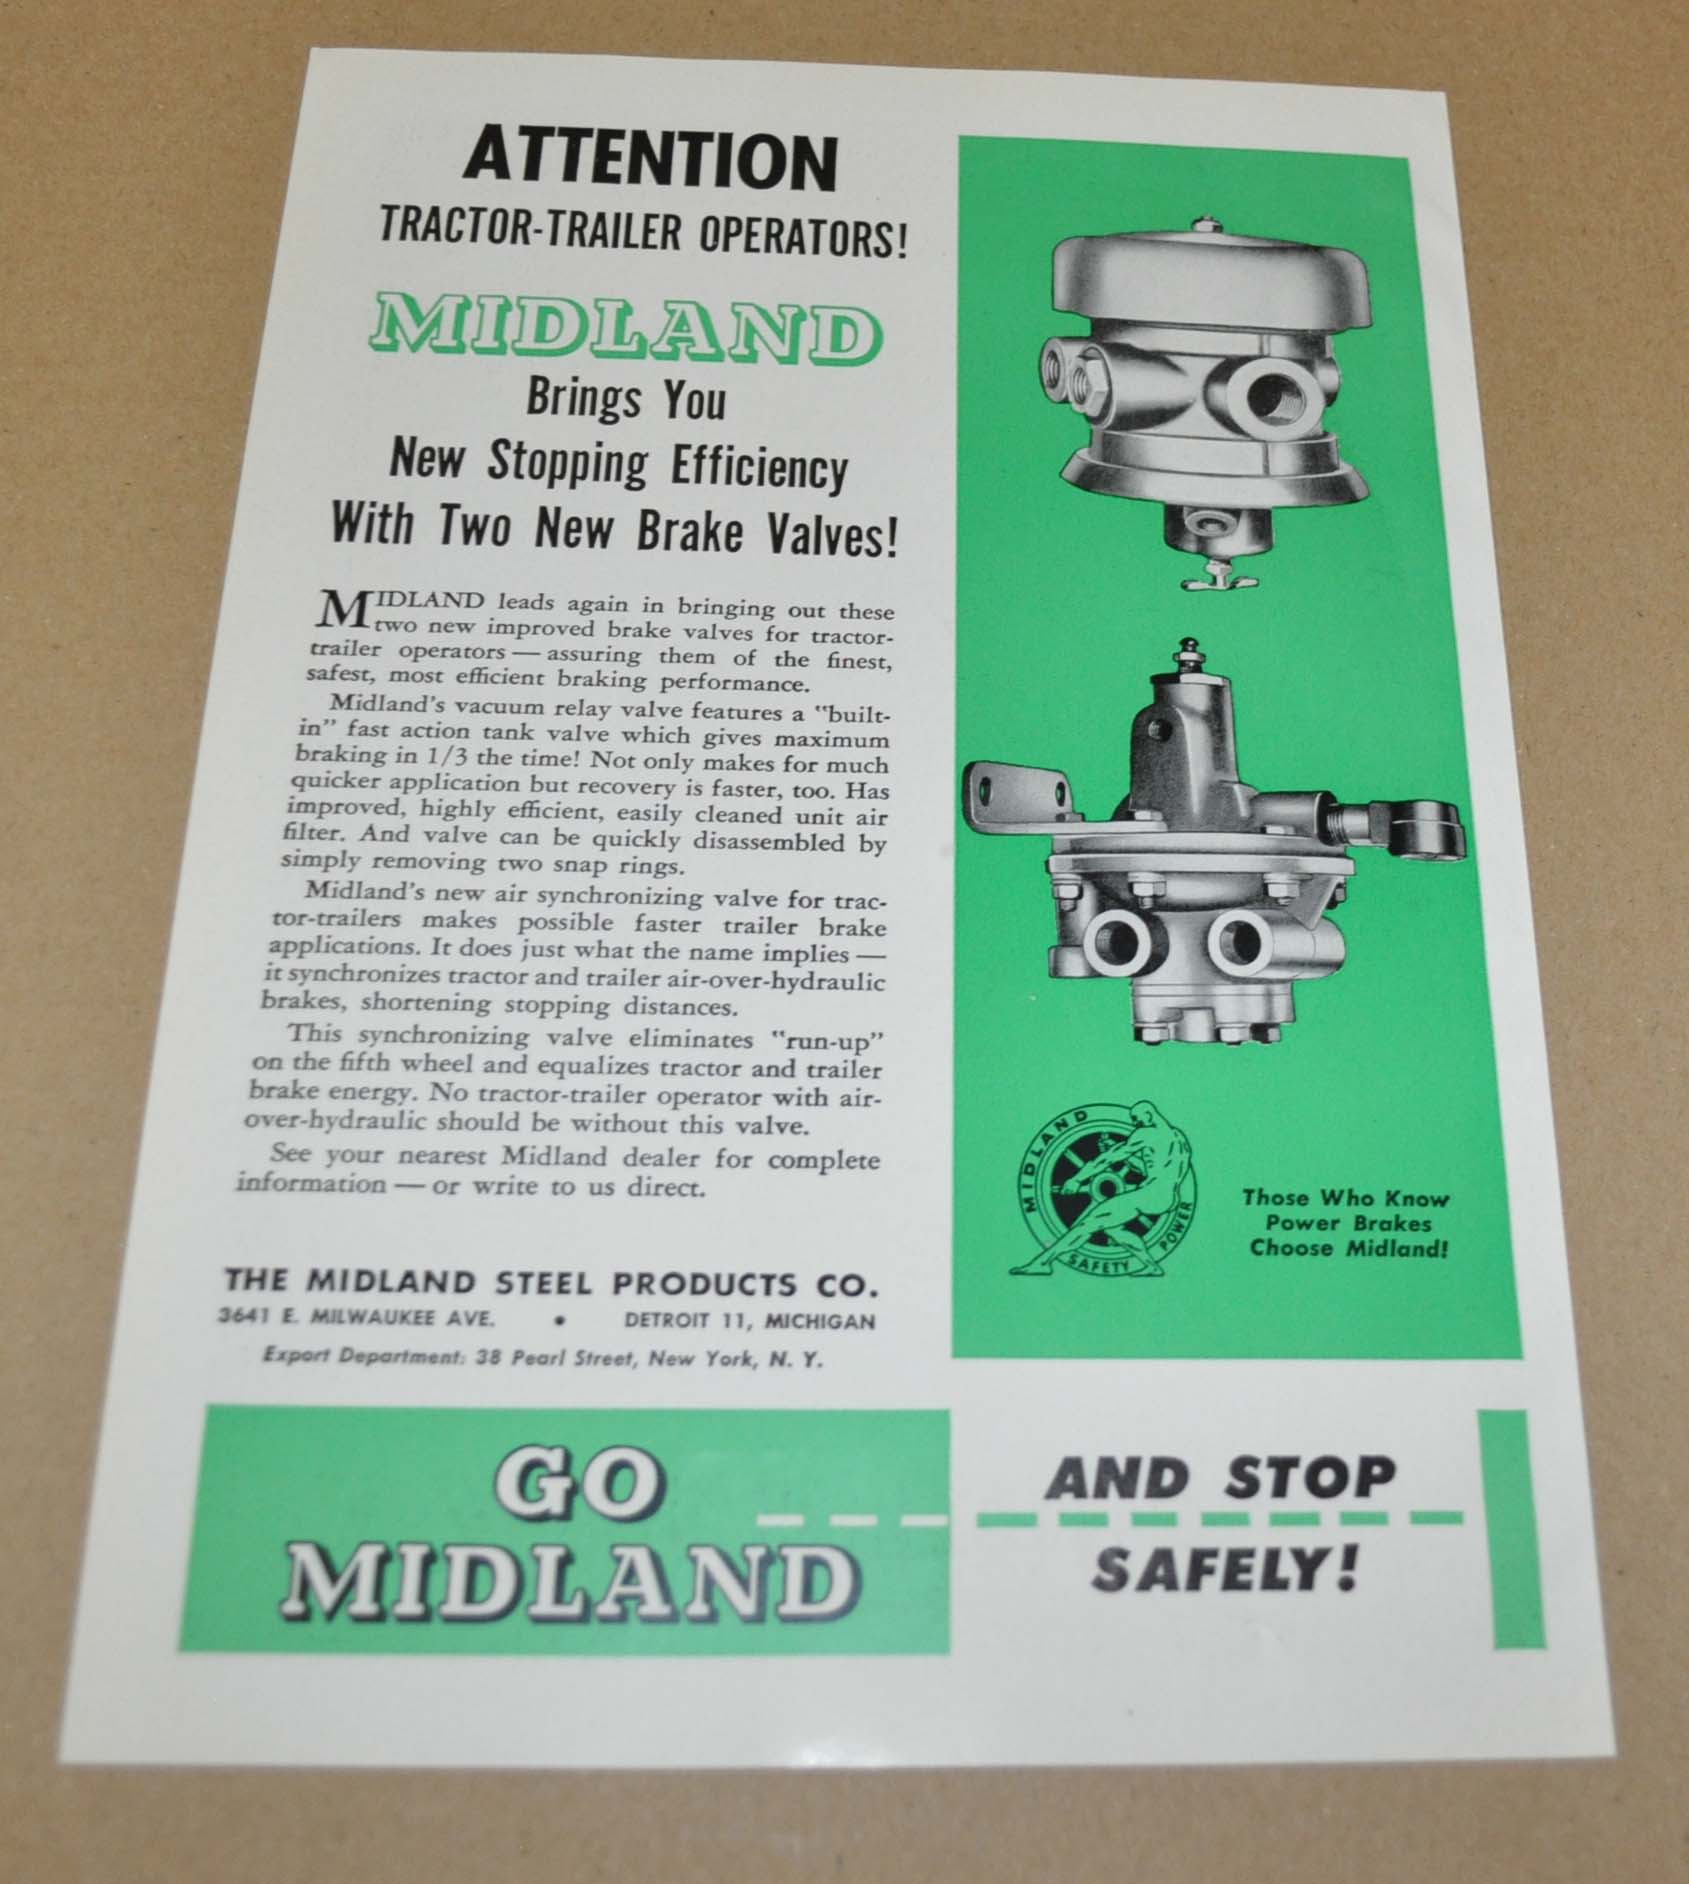 ATTENTION
TRACTOR-TRAILER OPERATORS!
MIDLAND
Brings You
New Stopping Efficiency
With Two New Brake Valves!
MIDLAND leads again in bringing out these
two new improved brake valves for tractor-
trailer operators — assuring them of the finest,
safest, most efficient braking performance.
Midland's vacuum relay valve features a "built-
in" fast action tank valve which gives maximum
braking in 1/3 the time! Not only makes for much
quicker application but recovery is faster, too. Has
improved, highly efficient, easily cleaned unit air
filter. And valve can be quickly disassembled by
simply removing two snap rings.
Midland's new air synchronizing valve for trac-
tor-trailers makes possible faster trailer brake
applications. It does just what the name implies —
it synchronizes tractor and trailer air-over-hydraulic
brakes, shortening stopping distances.
This synchronizing valve eliminates "run-up"
on the fifth wheel and equalizes tractor and trailer
brake energy. No tractor-trailer operator with air-
over-hydraulic should be without this valve.
See your nearest Midland dealer for complete
information — or write to us direct.
THE MIDLAND STEEL PRODUCTS CO.
3641 E. MILWAUKEE AVE. • DETROIT 11, MICHIGAN
Export Department: 38 Pearl Street, New York, N. Y.
MIDLAND
SAFETY
POWER
Those Who Know
Power Brakes
Choose Midland!
GO
MIDLAND
AND STOP
SAFELY!